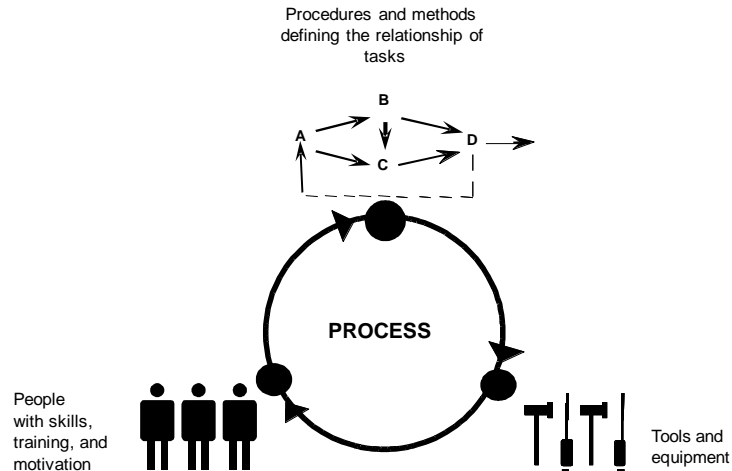 Procedures and methods
defining the relationship of
tasks
B
A
D
C
PROCESS
People
with skills,
training, and
motivation
Tools and
equipment